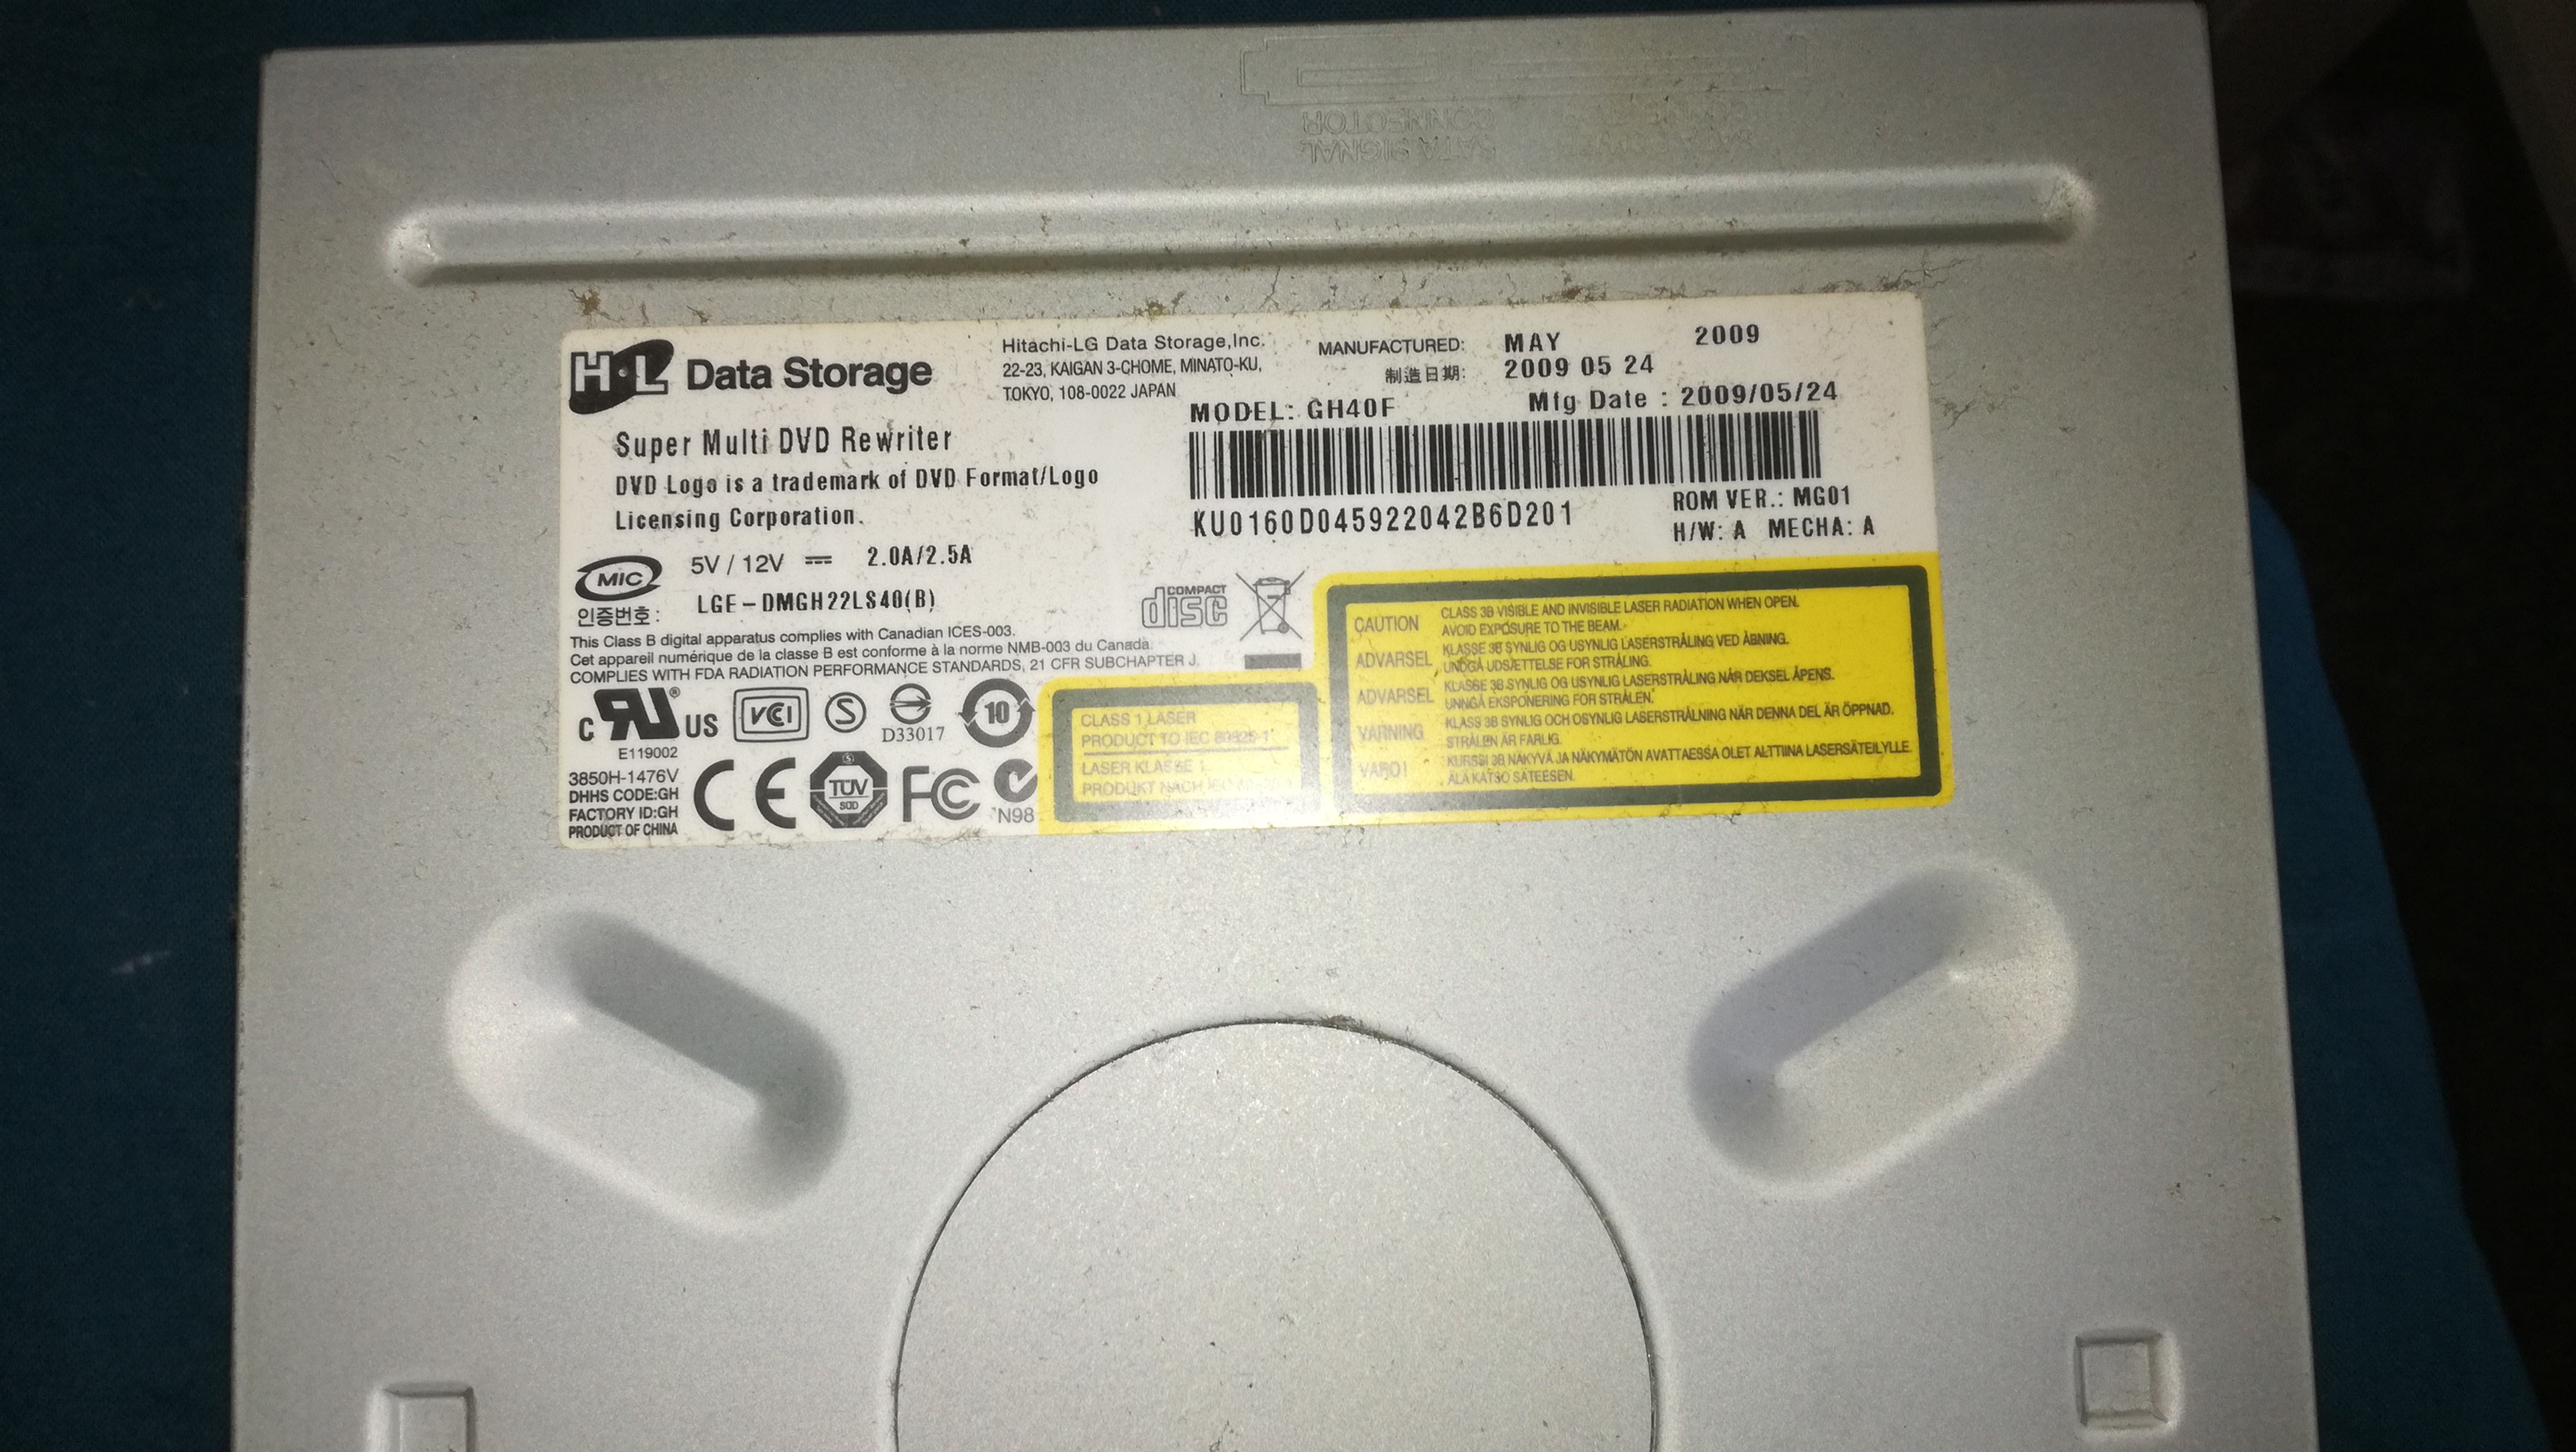 SATA SIGNAL
CONNECTOR
H·L Data Storage
Hitachi-LG Data Storage,Inc.
22-23, KAIGAN 3-CHOME, MINATO-KU,
TOKYO, 108-0022 JAPAN
MANUFACTURED: MAY 2009
制造日期: 2009 05 24
MODEL: GH40F Mfg Date : 2009/05/24
Super Multi DVD Rewriter
DVD Logo is a trademark of DVD Format/Logo
Licensing Corporation.
KU0160D045922042B6D201
ROM VER.: MG01
H/W: A MECHA: A
MIC
5V / 12V 2.0A/2.5A
인증번호 : LGE-DMGH22LS40(B)
COMPACT
disc
This Class B digital apparatus complies with Canadian ICES-003.
Cet appareil numérique de la classe B est conforme à la norme NMB-003 du Canada.
COMPLIES WITH FDA RADIATION PERFORMANCE STANDARDS, 21 CFR SUBCHAPTER J.
C RU® US
E119002
VCI
S
D33017
10
3850H-1476V
DHHS CODE:GH
FACTORY ID:GH
PRODUCT OF CHINA
CE
TÜV
SÜD
FC
N98
CLASS 1 LASER
PRODUCT TO IEC 60825-1
LASER KLASSE 1
PRODUKT NACH IEC
CAUTION CLASS 3B VISIBLE AND INVISIBLE LASER RADIATION WHEN OPEN.
AVOID EXPOSURE TO THE BEAM.
ADVARSEL KLASSE 3B SYNLIG OG USYNLIG LASERSTRÅLING VED ÅBNING.
UNDGÅ UDSÆTTELSE FOR STRÅLING.
ADVARSEL KLASSE 3B SYNLIG OG USYNLIG LASERSTRÅLING NÅR DEKSEL ÅPENS.
UNNGÅ EKSPONERING FOR STRÅLEN.
VARNING KLASS 3B SYNLIG OCH OSYNLIG LASERSTRÅLNING NÄR DENNA DEL ÄR ÖPPNAD.
STRÅLEN ÄR FARLIG.
VARO! KURSSI 3B NÄKYVÄ JA NÄKYMÄTÖN AVATTAESSA OLET ALTTIINA LASERSÄTEILYLLE.
ÄLÄ KATSO SÄTEESEN.